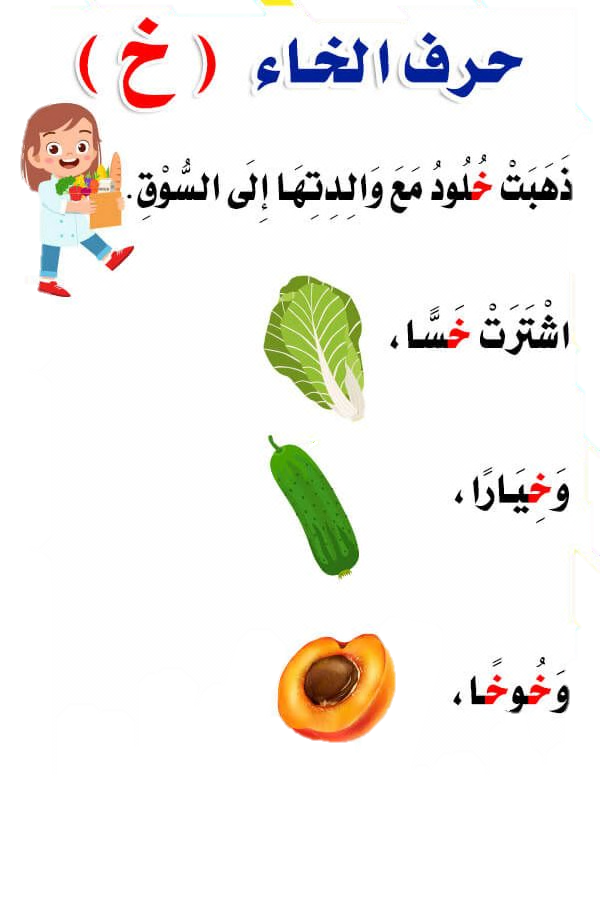 حرف الخاء ( خ )
ذَهَبَتْ خُلُودُ مَعَ وَالِدِتِهَا إِلَى السُّوْقِ.
اشْتَرَتْ خَسًّا ،
وَخِيَارًا ،
وَخُوخًا ،